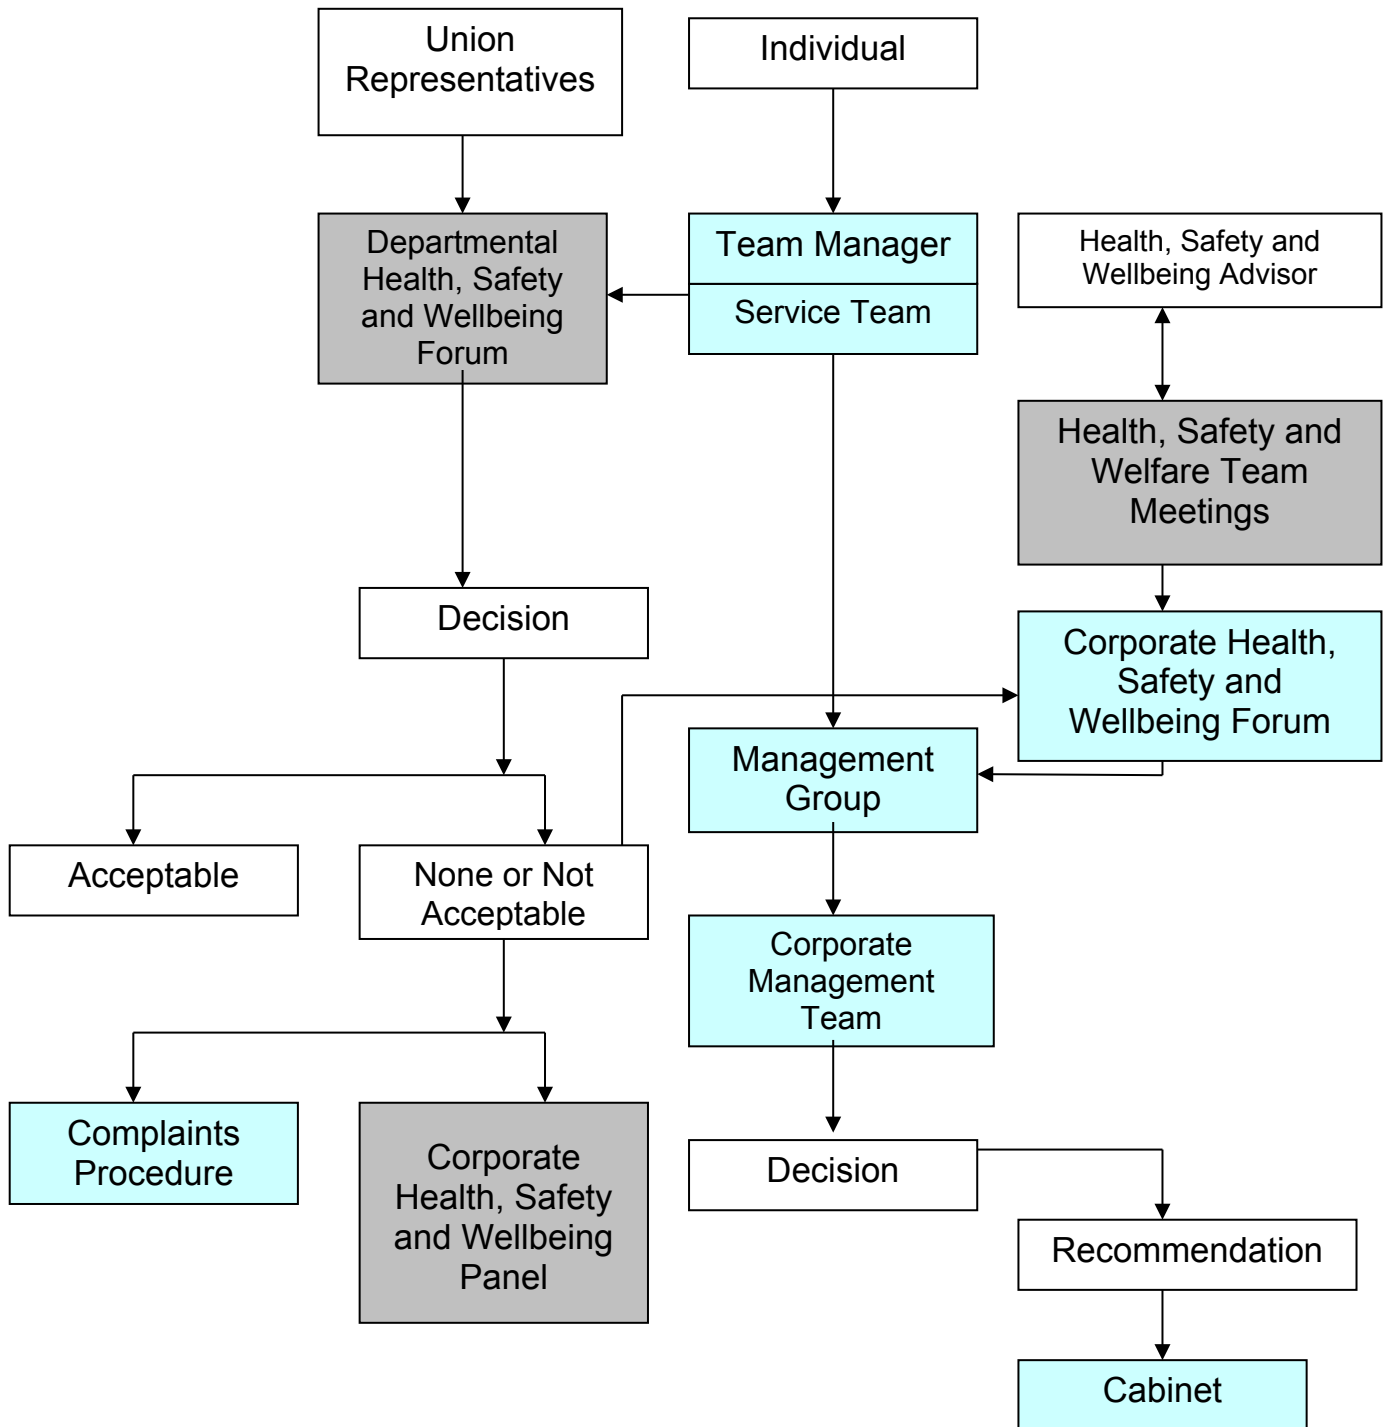 Union
Representatives
Individual
Departmental
Health, Safety
and Wellbeing
Forum
Team Manager
Service Team
Health, Safety and
Wellbeing Advisor
Health, Safety and
Welfare Team
Meetings
Decision
Corporate Health,
Safety and
Wellbeing Forum
Management
Group
Acceptable
None or Not
Acceptable
Corporate
Management
Team
Complaints
Procedure
Corporate
Health, Safety
and Wellbeing
Panel
Decision
Recommendation
Cabinet